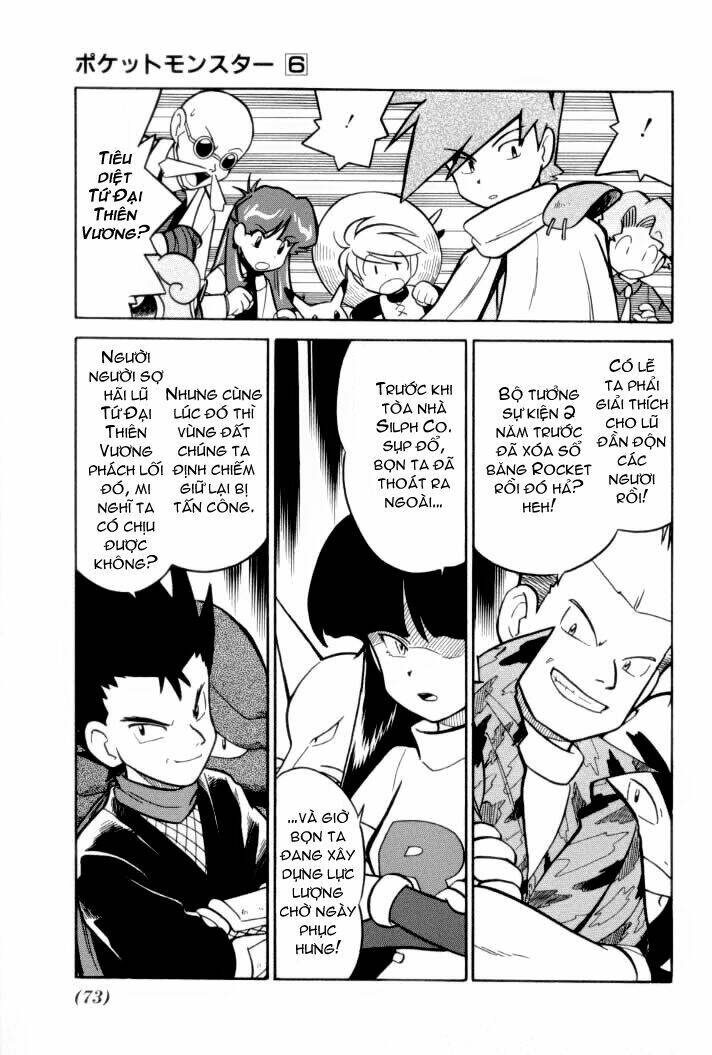 ポケットモンスター 6
!
!
TIÊU
DIỆT
TỨ ĐẠI
THIÊN
VƯƠNG?
CÓ LẼ
TA PHẢI
GIẢI THÍCH
CHO LŨ
ĐẦN ĐỘN
CÁC
NGƯƠI
RỒI!
BỘ TƯỞNG
SỰ KIỆN 2
NĂM TRƯỚC
ĐÃ XÓA SỔ
BĂNG ROCKET
RỒI ĐÓ HẢ?
HEH!
TRƯỚC KHI
TÒA NHÀ
SILPH CO.
SỤP ĐỔ,
BỌN TA ĐÃ
THOÁT RA
NGOÀI...
...VÀ GIỜ
BỌN TA
ĐANG XÂY
DỰNG LỰC
LƯỢNG
CHỜ NGÀY
PHỤC
HƯNG!
NHƯNG CÙNG
LÚC ĐÓ THÌ
VÙNG ĐẤT
CHÚNG TA
ĐỊNH CHIẾM
GIỮ LẠI BỊ
TẤN CÔNG.
NGƯỜI
NGƯỜI SỢ
HÃI LŨ
TỨ ĐẠI
THIÊN
VƯƠNG
PHÁCH LỐI
ĐÓ, MI
NGHĨ TA
CÓ CHỊU
ĐƯỢC
KHÔNG?
R
(73)